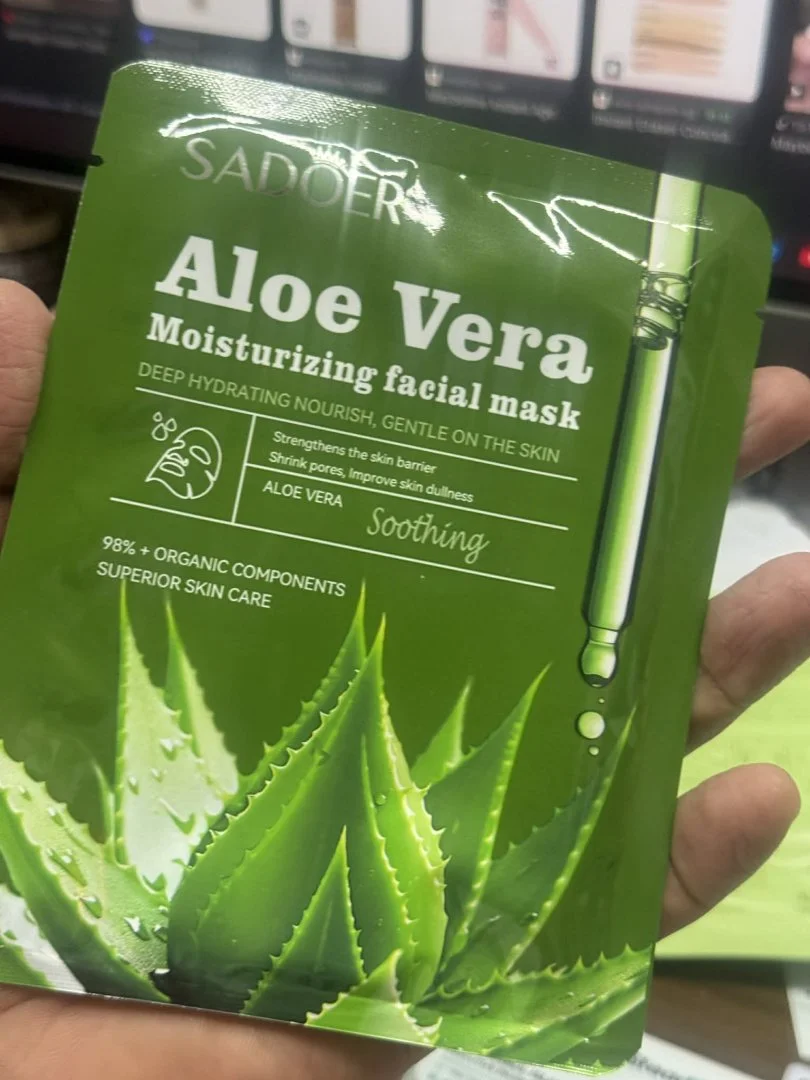 SADOER
Aloe Vera
Moisturizing facial mask
DEEP HYDRATING NOURISH, GENTLE ON THE SKIN
Strengthens the skin barrier
Shrink pores, Improve skin dullness
ALOE VERA
Soothing
98% + ORGANIC COMPONENTS
SUPERIOR SKIN CARE